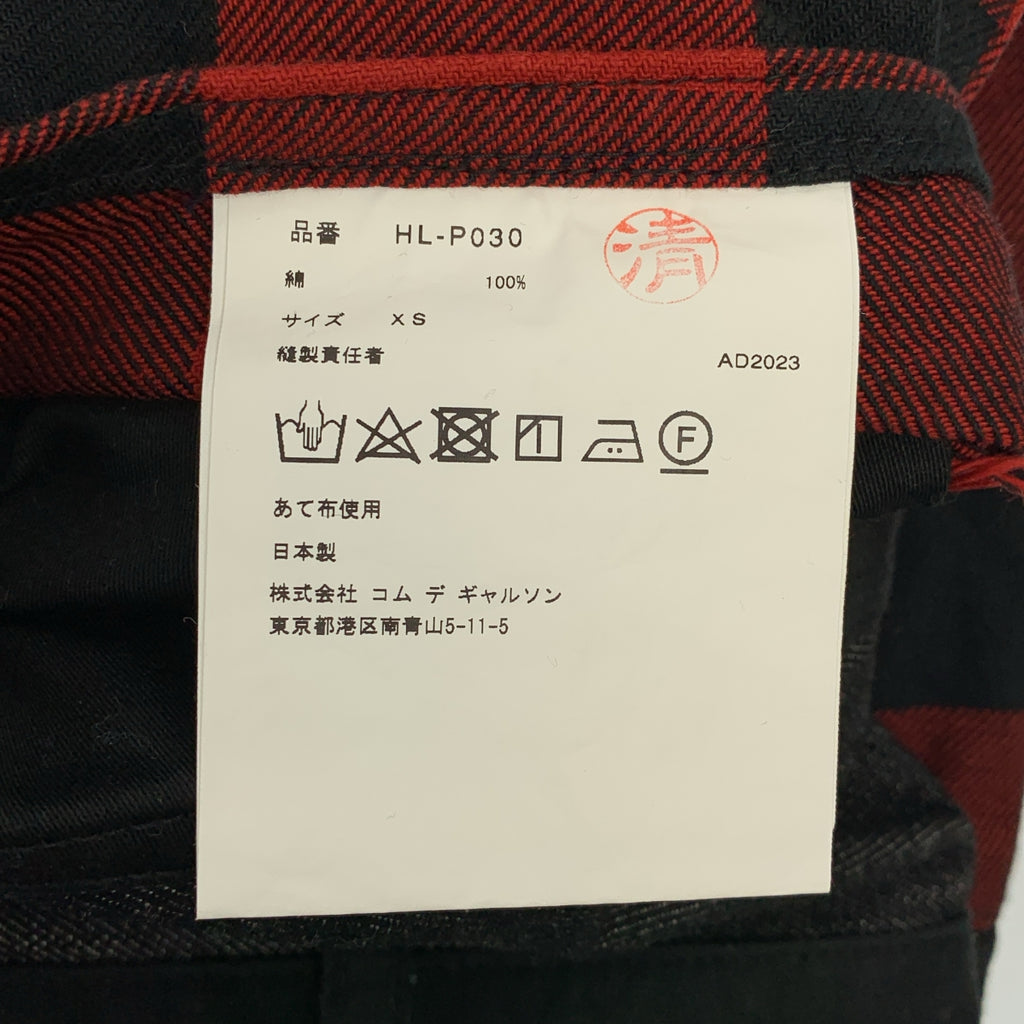 品番 HL-P030
清
綿 100%
サイズ XS
縫製責任者 AD2023
F
あて布使用
日本製
株式会社 コム デ ギャルソン
東京都港区南青山5-11-5